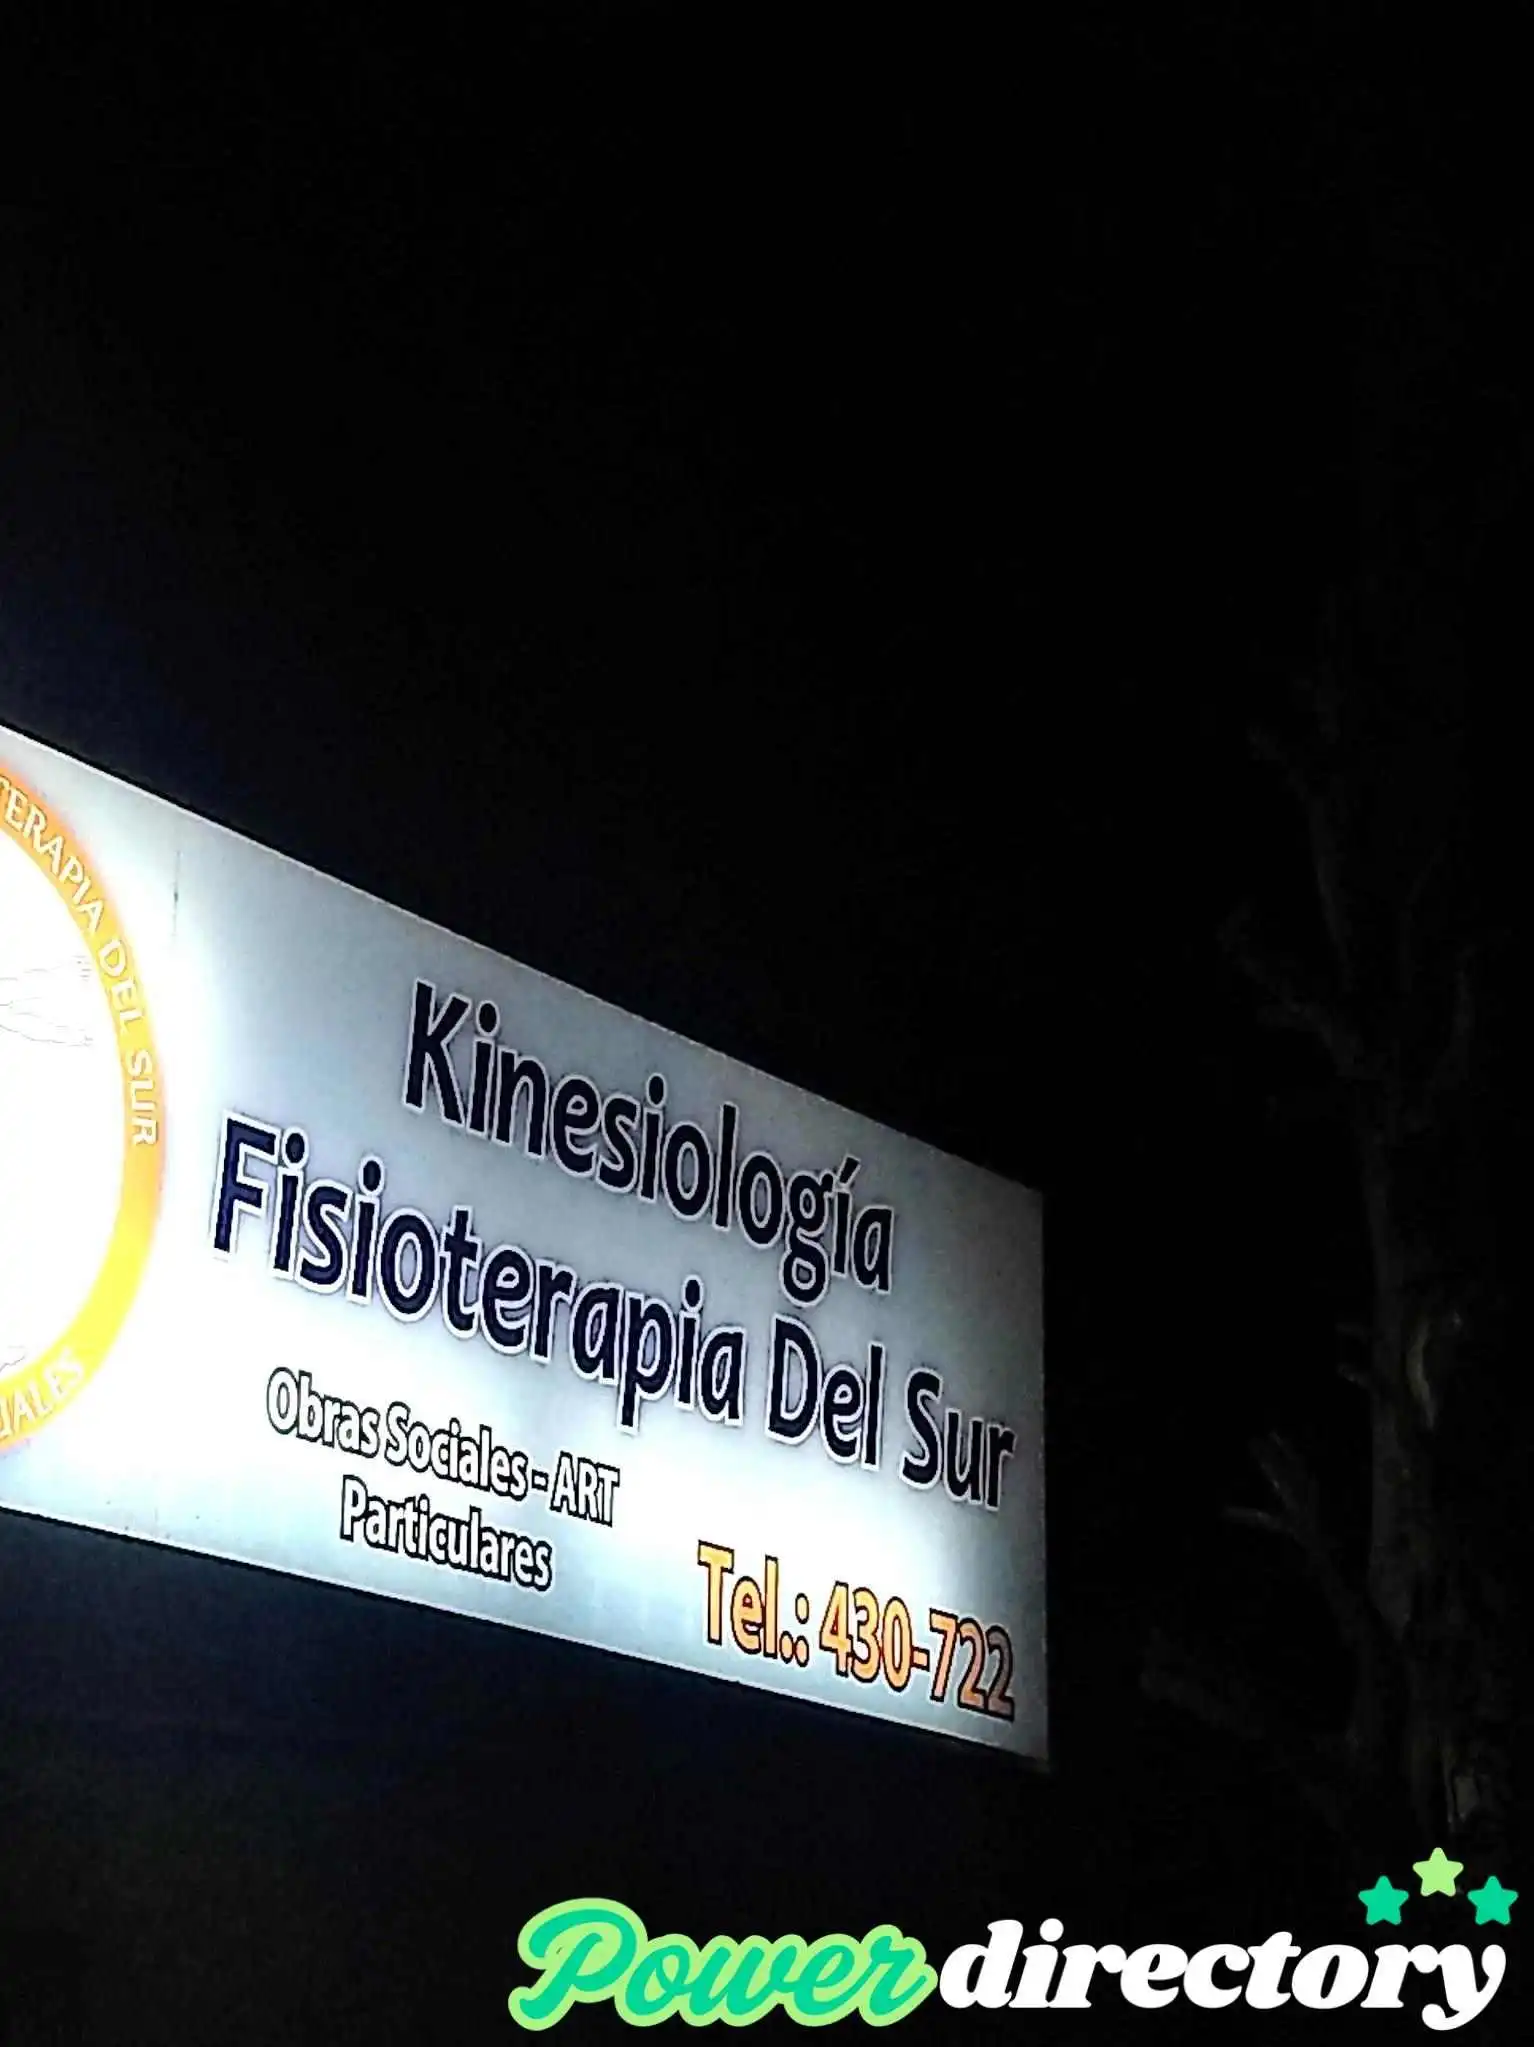 TERAPIA DEL SUR
Kinesiología
Fisioterapia Del Sur
Obras Sociales - ART
Particulares
Tel.: 430-722
Powerdirectory